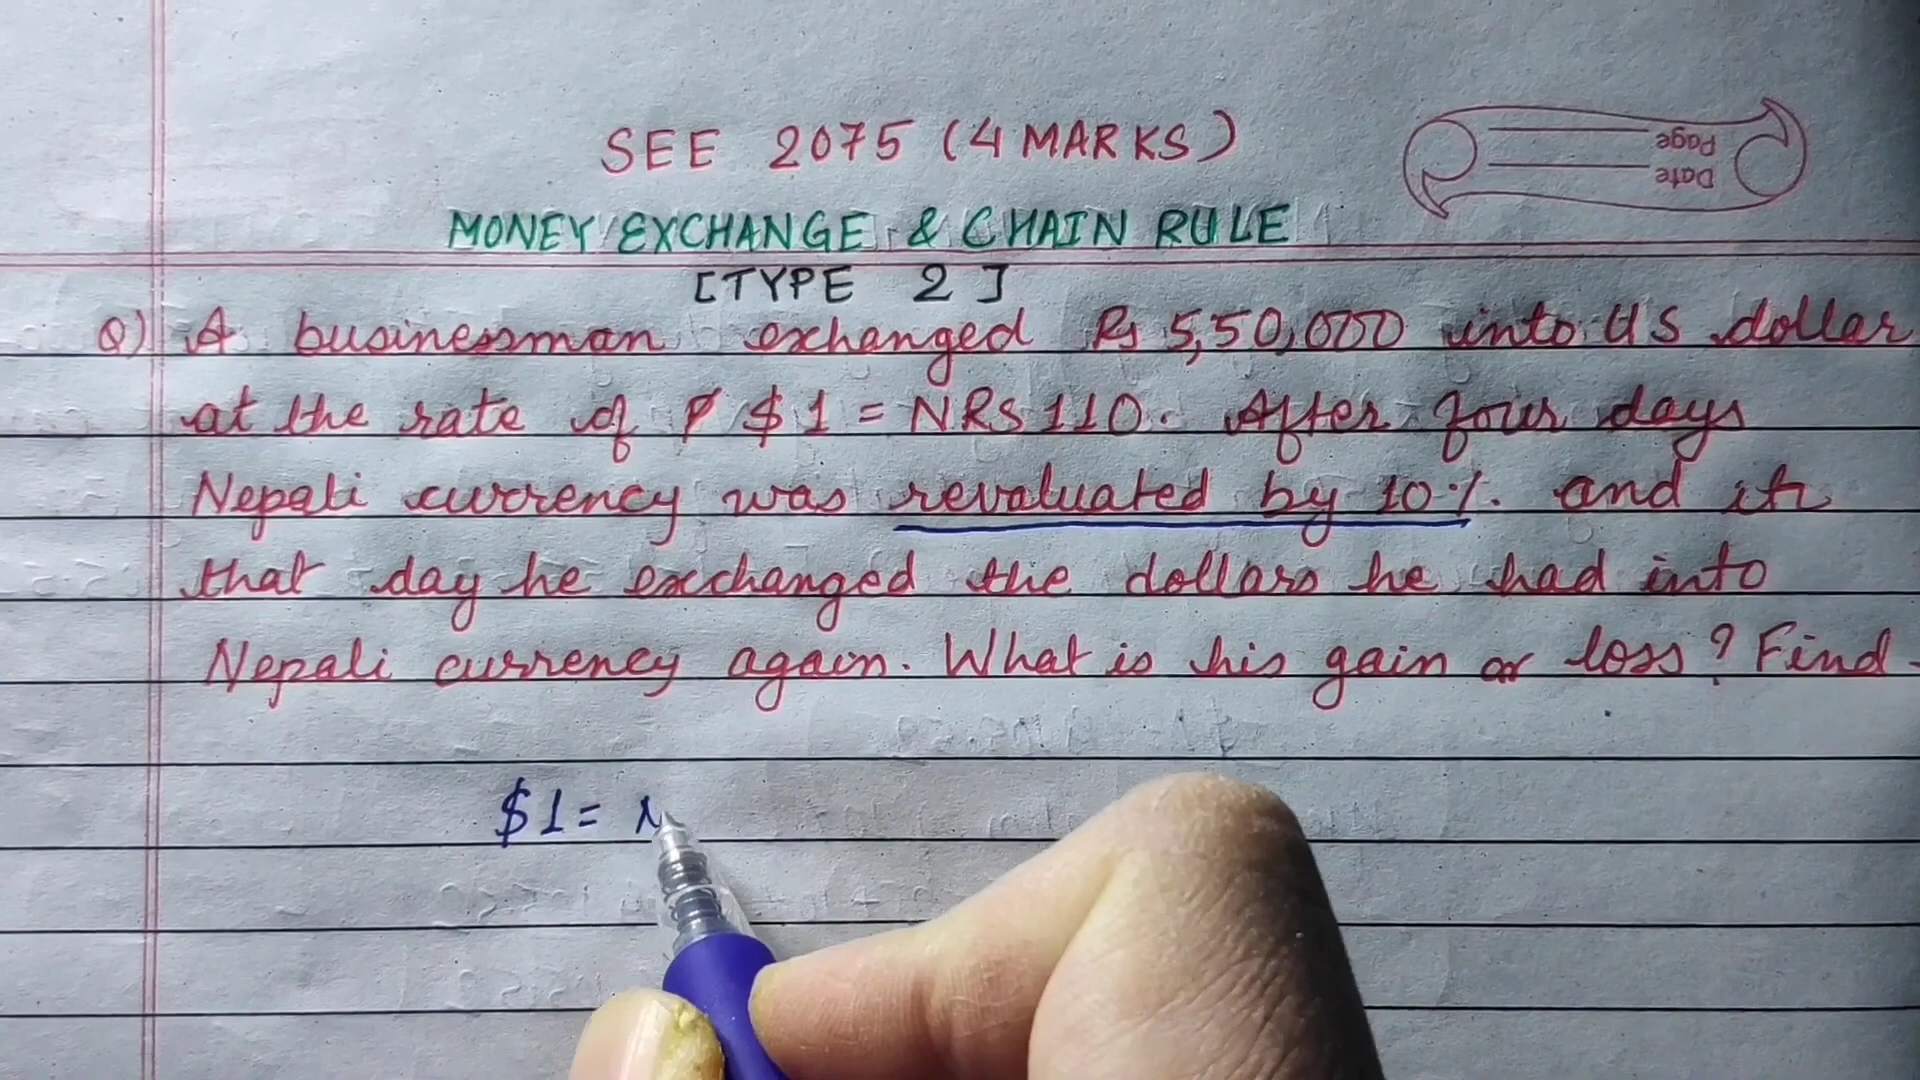 SEE 2075 (4 MARKS)
Page
Date
MONEY EXCHANGE & CHAIN RULE
[TYPE 2]
Q) A businessman exchanged Rs 5,50,000 into US dollar
at the rate of $ 1 = NRS 110. After four days
Nepali currency was revaluated by 10%. and in
that day he exchanged the dollars he had into
Nepali currency again. What is his gain or loss? Find
$1= N